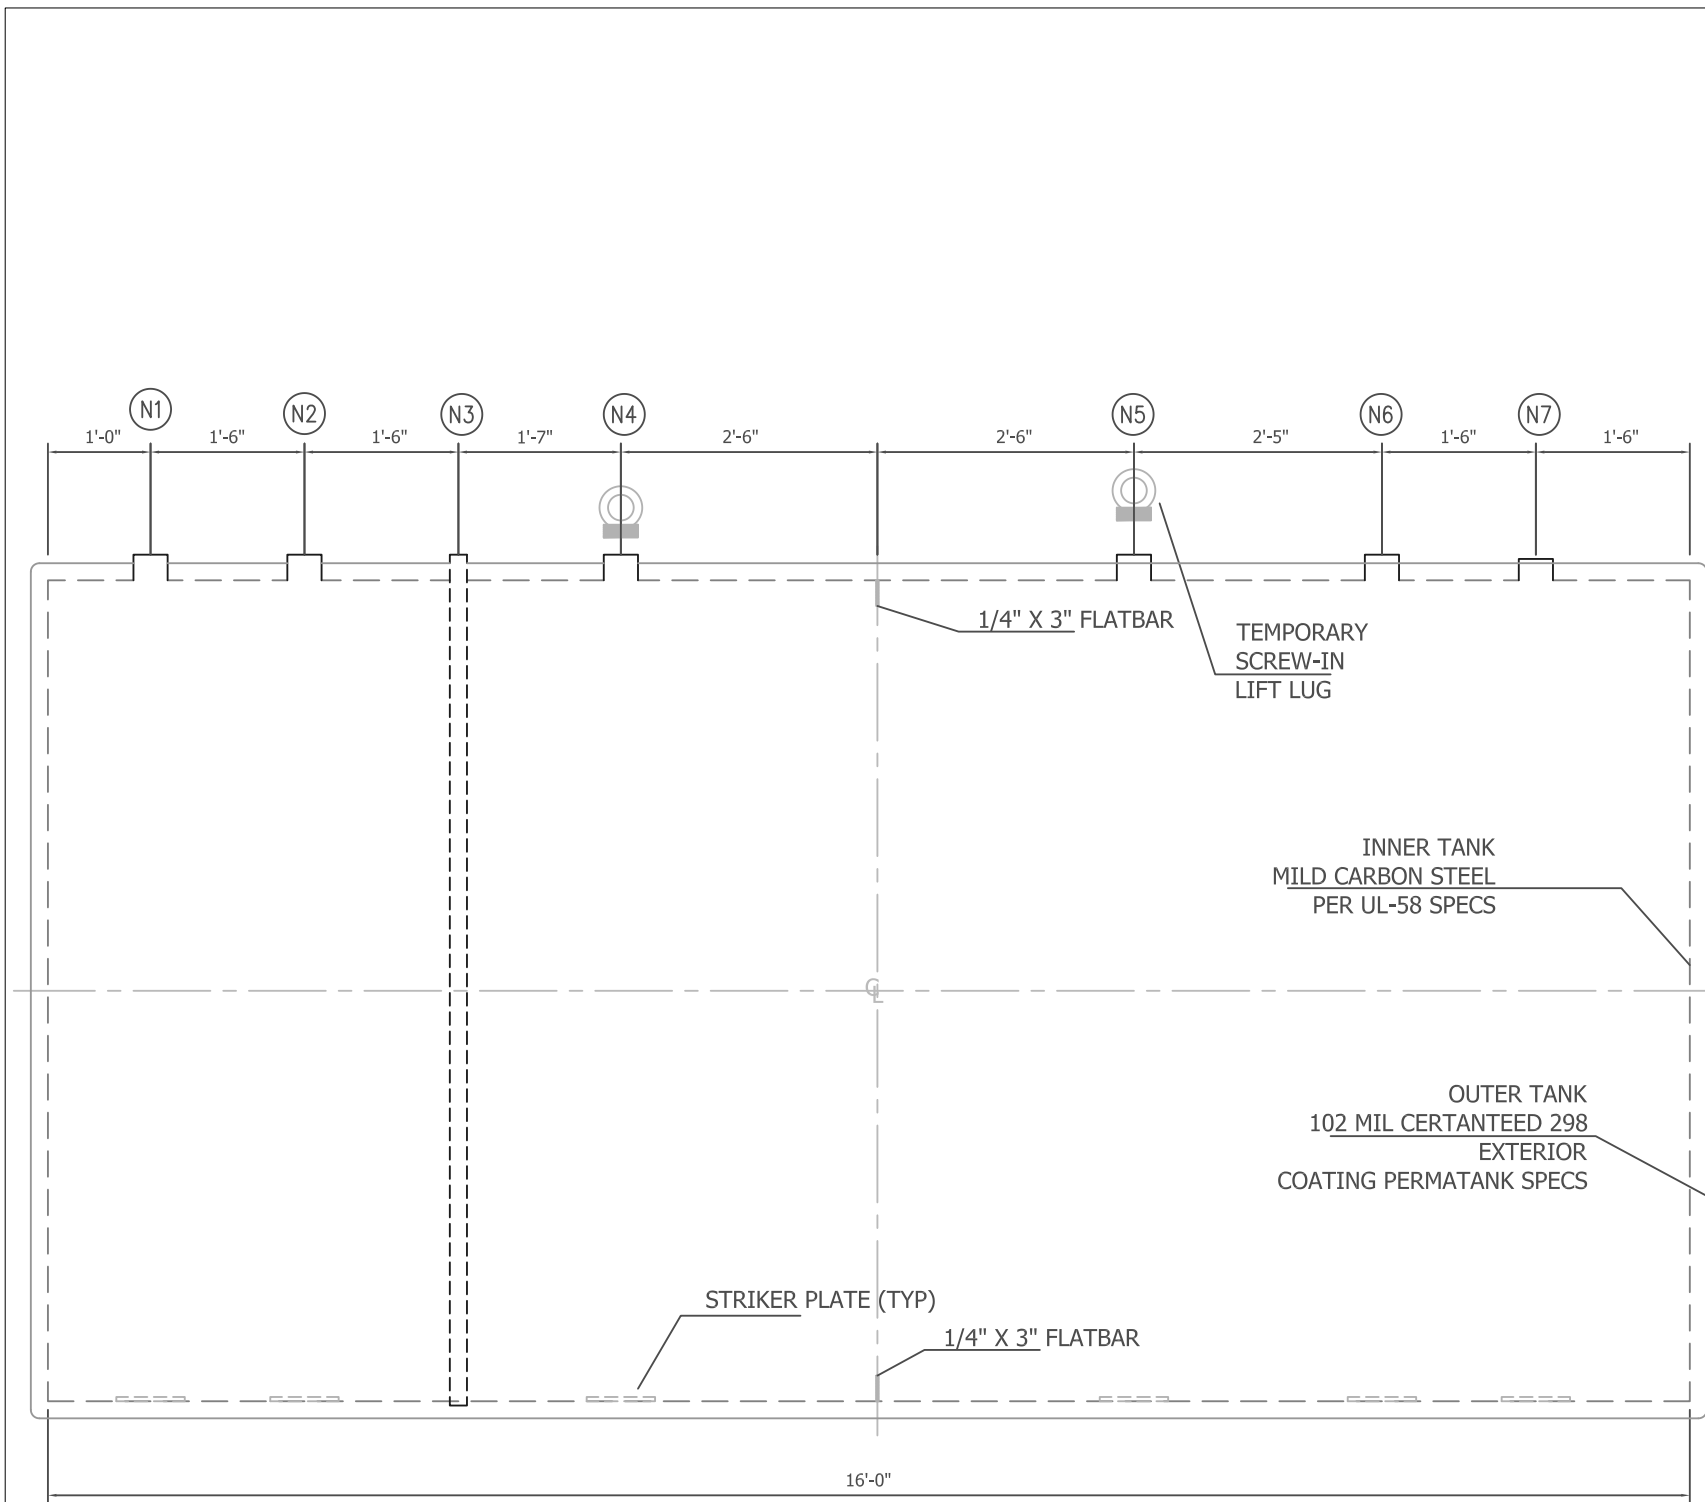 N1 N2 N3 N4 N5 N6 N7
1'-0" 1'-6" 1'-6" 1'-7" 2'-6" 2'-6" 2'-5" 1'-6" 1'-6"
1/4" X 3" FLATBAR
TEMPORARY
SCREW-IN
LIFT LUG
INNER TANK
MILD CARBON STEEL
PER UL-58 SPECS
CL
OUTER TANK
102 MIL CERTANTEED 298
EXTERIOR
COATING PERMATANK SPECS
STRIKER PLATE (TYP)
1/4" X 3" FLATBAR
16'-0"